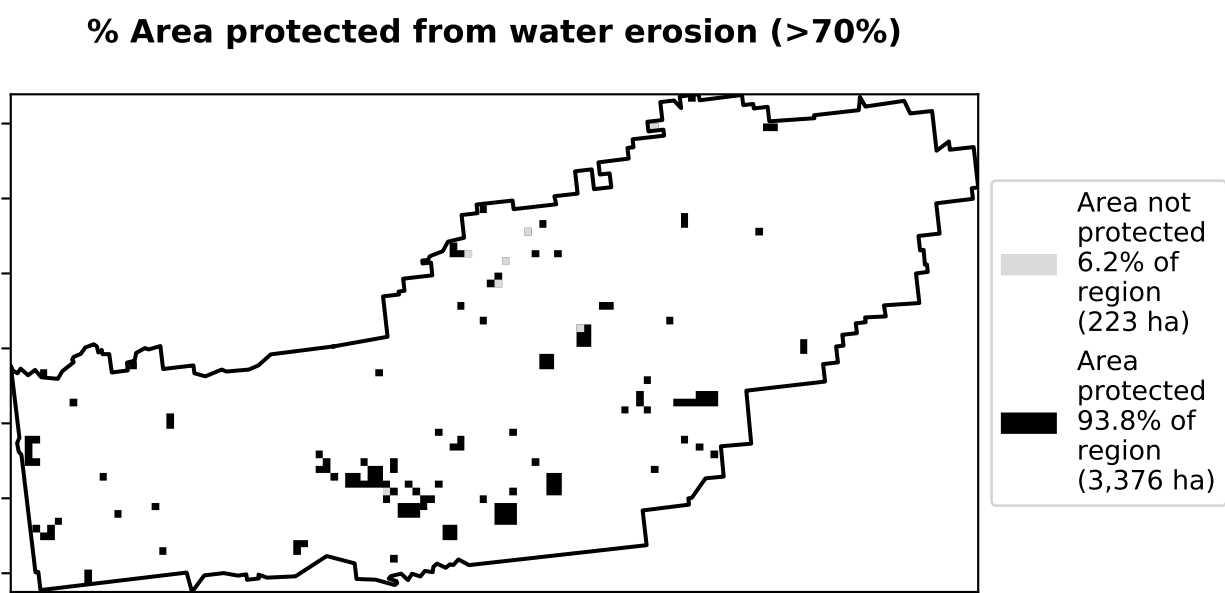 % Area protected from water erosion (>70%)
Area not
protected
6.2% of
region
(223 ha)
Area
protected
93.8% of
region
(3,376 ha)